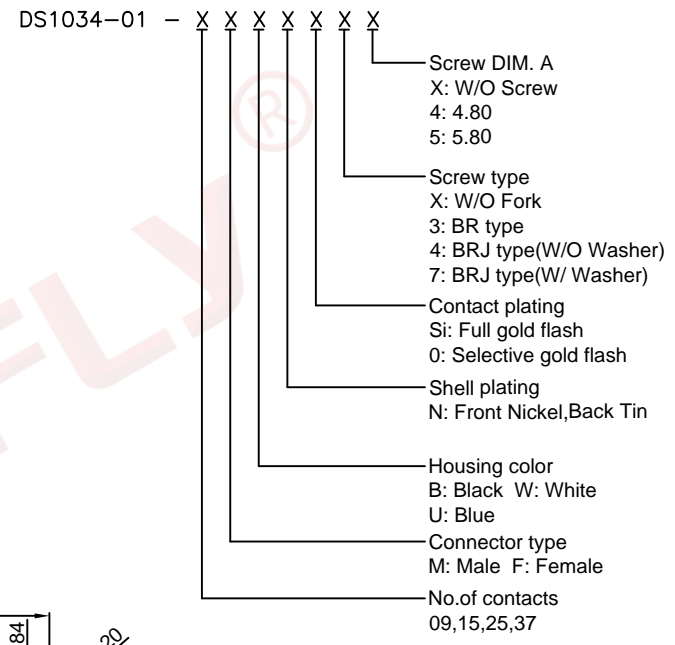 DS1034-01 - X X X X X X X
Screw DIM. A
X: W/O Screw
4: 4.80
5: 5.80
Screw type
X: W/O Fork
3: BR type
4: BRJ type(W/O Washer)
7: BRJ type(W/ Washer)
Contact plating
Si: Full gold flash
0: Selective gold flash
Shell plating
N: Front Nickel,Back Tin
Housing color
B: Black W: White
U: Blue
Connector type
M: Male F: Female
No.of contacts
09,15,25,37
84
20
FLY ®